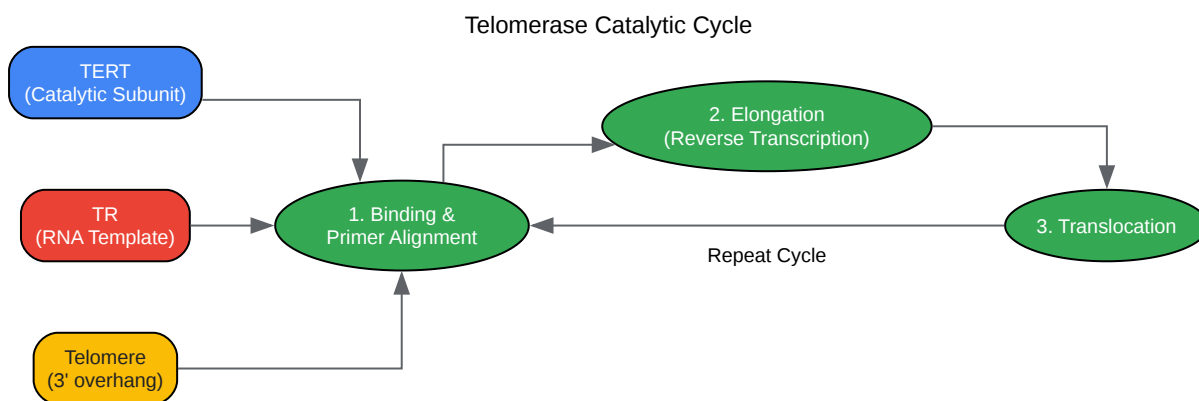 Telomerase Catalytic Cycle
TERT
(Catalytic Subunit)
2. Elongation
(Reverse Transcription)
TR
(RNA Template)
1. Binding &
Primer Alignment
3. Translocation
Repeat Cycle
Telomere
(3' overhang)